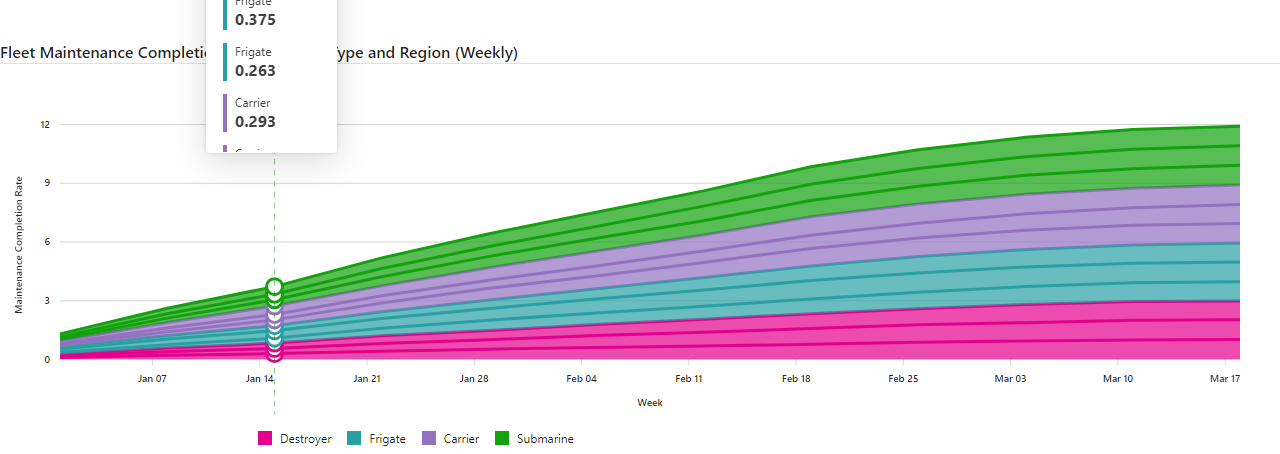 Frigate
0.375
Fleet Maintenance Completi
ype and Region (Weekly)
Frigate
0.263
Carrier
0.293
12
9
6
3
0
Maintenance Completion Rate
Jan 07
Jan 14
Jan 21
Jan 28
Feb 04
Feb 11
Feb 18
Feb 25
Mar 03
Mar 10
Mar 17
Week
Destroyer
Frigate
Carrier
Submarine